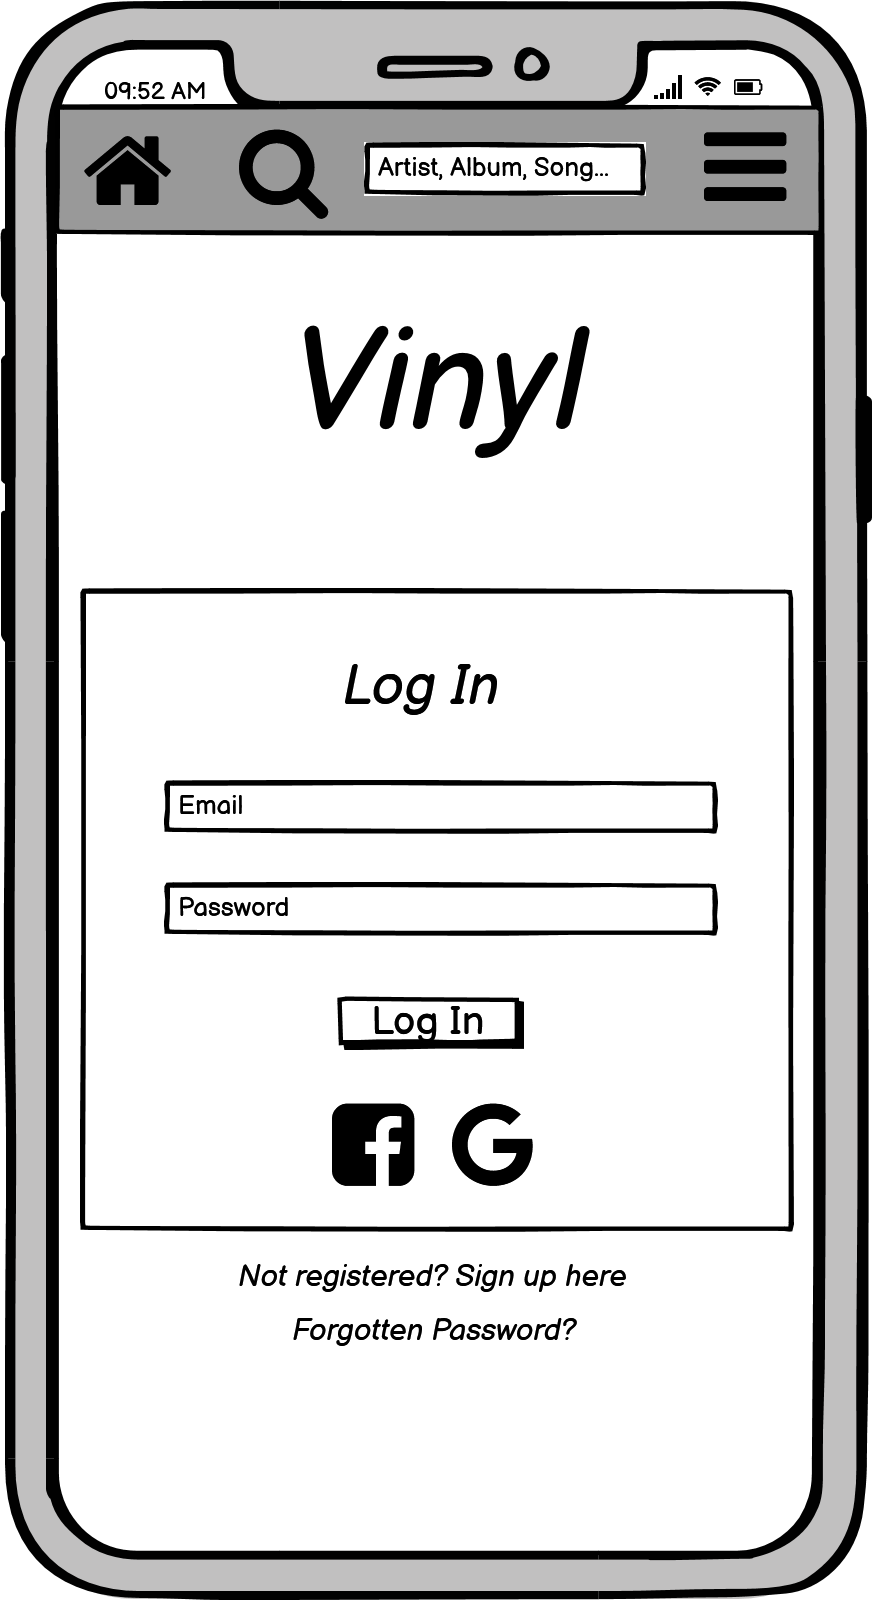 09:52 AM
Artist, Album, Song...
Vinyl
Log In
Email
Password
Log In
Not registered? Sign up here
Forgotten Password?